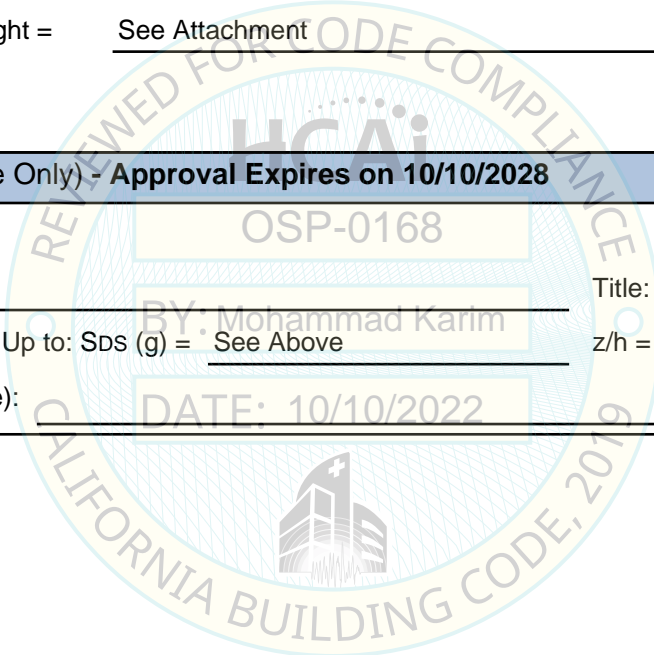 ght = See Attachment
REVIEWED FOR CODE COMPLIANCE
HCAi
e Only) - Approval Expires on 10/10/2028
OSP-0168
Title:
BY: Mohammad Karim
Up to: SDS (g) = See Above z/h =
e):
DATE: 10/10/2022
CALIFORNIA BUILDING CODE, 2019